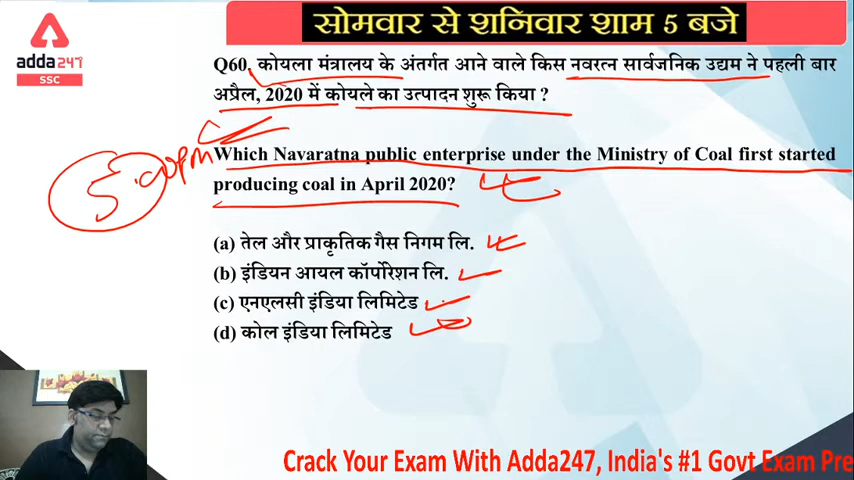 सोमवार से शनिवार शाम 5 बजे
adda247
SSC
Q60. कोयला मंत्रालय के अंतर्गत आने वाले किस नवरत्न सार्वजनिक उद्यम ने पहली बार
अप्रैल, 2020 में कोयले का उत्पादन शुरू किया ?
5:00pm
Which Navaratna public enterprise under the Ministry of Coal first started
producing coal in April 2020?
(a) तेल और प्राकृतिक गैस निगम लि.
(b) इंडियन आयल कॉर्पोरेशन लि.
(c) एनएलसी इंडिया लिमिटेड
(d) कोल इंडिया लिमिटेड
Crack Your Exam With Adda247, India's #1 Govt Exam Pre